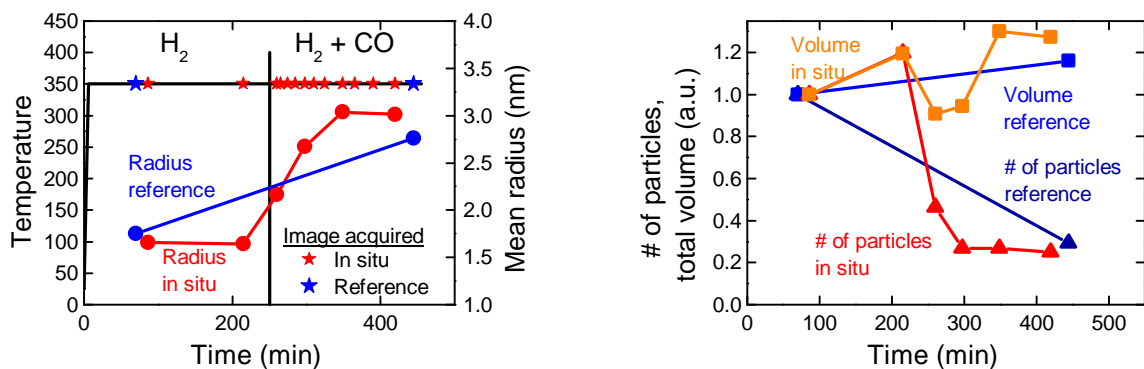 H2
H2 + CO
450
400
350
300
250
200
150
100
50
0
Temperature
0
200
400
Time (min)
4.0
3.5
3.0
2.5
2.0
1.5
1.0
Mean radius (nm)
Radius
reference
Radius
in situ
Image acquired
In situ
Reference
1.2
1.0
0.8
0.6
0.4
0.2
0.0
# of particles,
total volume (a.u.)
0
100
200
300
400
500
Time (min)
Volume
in situ
Volume
reference
# of particles
reference
# of particles
in situ